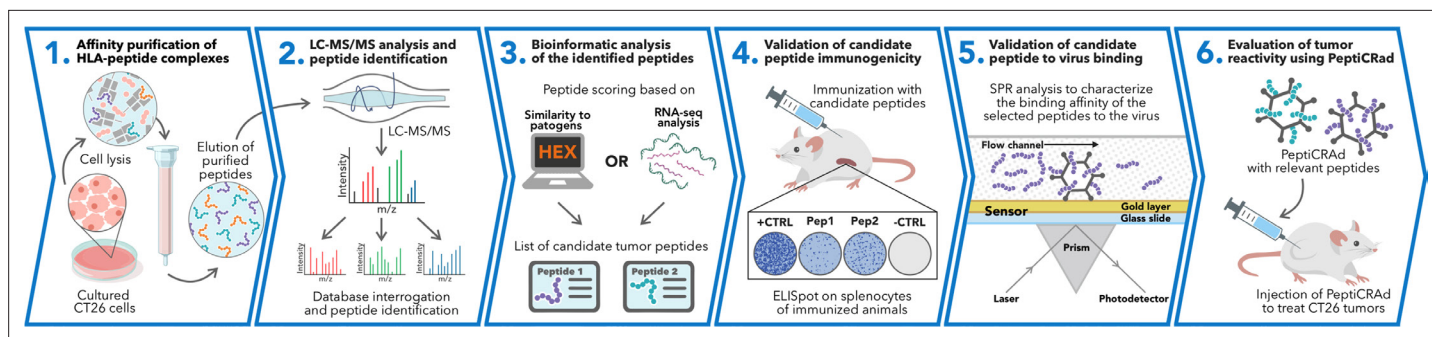 1.
Affinity purification of
HLA-peptide complexes
Cell lysis
Elution of
purified
peptides
Cultured
CT26 cells
2.
LC-MS/MS analysis and
peptide identification
LC-MS/MS
Intensity
m/z
Intensity
m/z
Intensity
m/z
Intensity
m/z
Database interrogation
and peptide identification
3.
Bioinformatic analysis
of the identified peptides
Peptide scoring based on
Similarity to
patogens
HEX
OR
RNA-seq
analysis
List of candidate tumor peptides
Peptide 1
Peptide 2
4.
Validation of candidate
peptide immunogenicity
Immunization with
candidate peptides
+CTRL Pep1 Pep2 -CTRL
ELISpot on splenocytes
of immunized animals
5.
Validation of candidate
peptide to virus binding
SPR analysis to characterize
the binding affinity of the
selected peptides to the virus
Flow channel
Sensor
Gold layer
Glass slide
Prism
Laser
Photodetector
6.
Evaluation of tumor
reactivity using PeptiCRad
PeptiCRAd
with relevant peptides
Injection of PeptiCRAd
to treat CT26 tumors